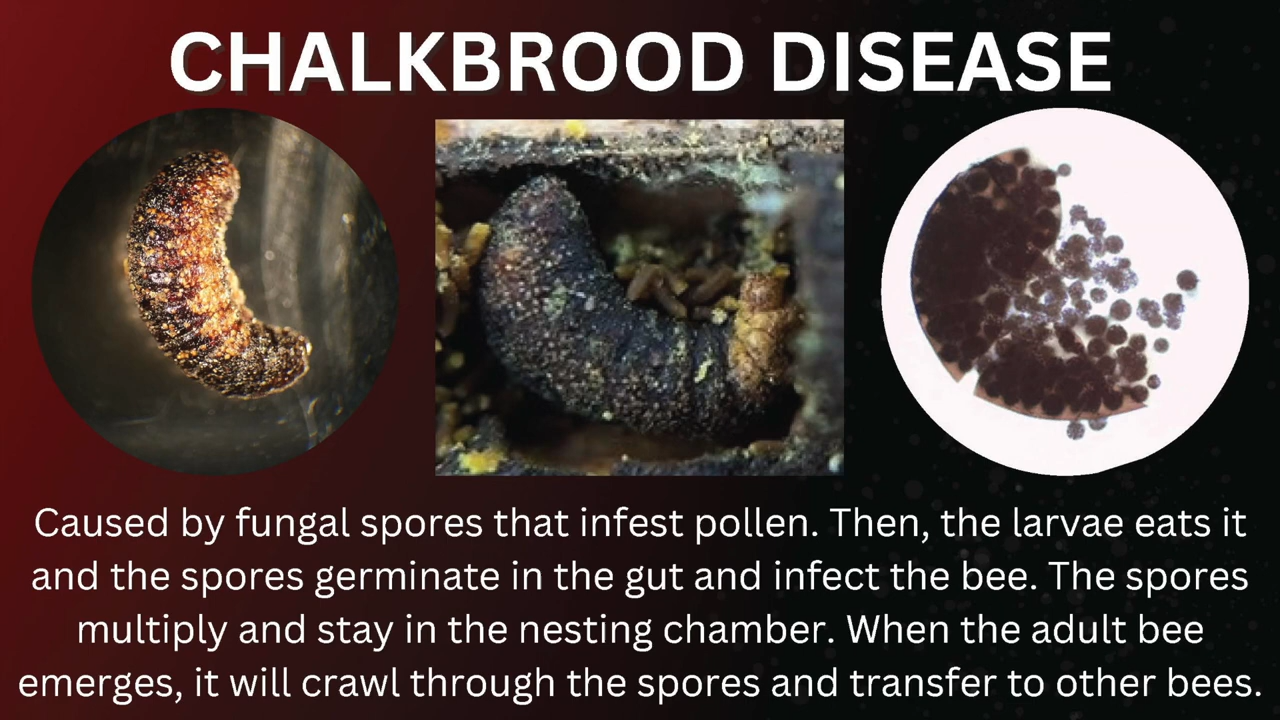 CHALKBROOD DISEASE
Caused by fungal spores that infest pollen. Then, the larvae eats it
and the spores germinate in the gut and infect the bee. The spores
multiply and stay in the nesting chamber. When the adult bee
emerges, it will crawl through the spores and transfer to other bees.